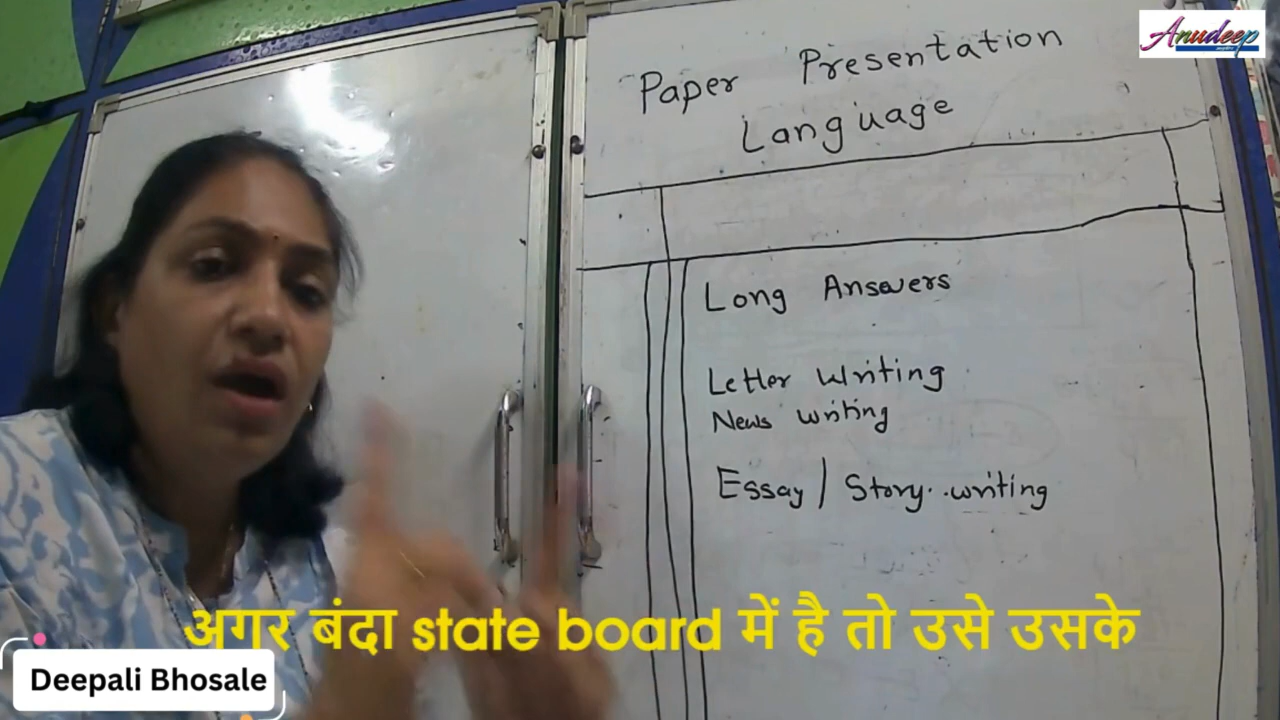 Anudeep
Paper Presentation
Language
Long Answers
Letter Writing
News writing
Essay / Story writing
अगर बंदा state board में है तो उसे उसके
Deepali Bhosale